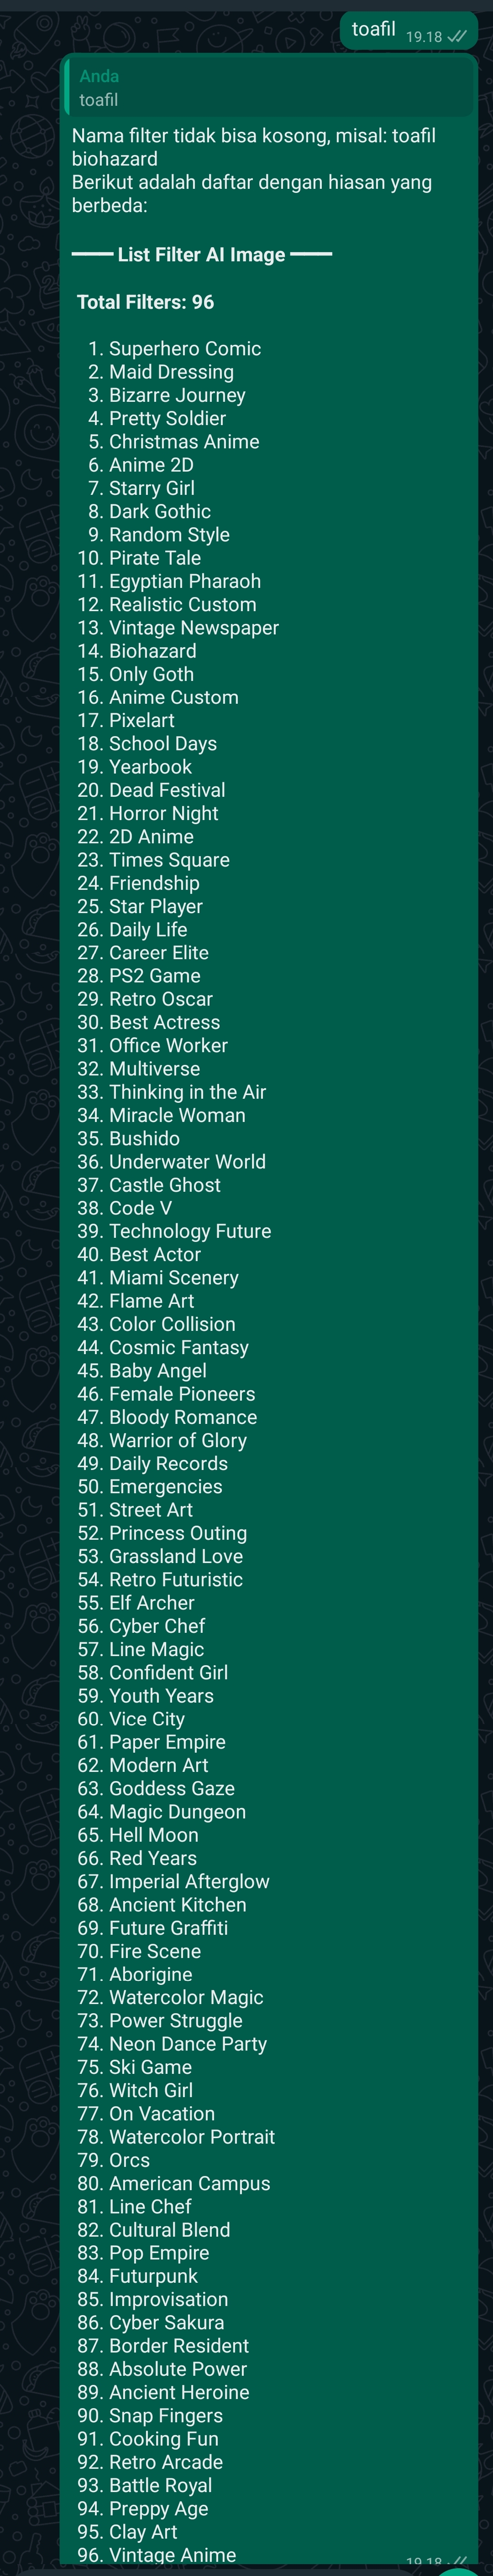 toafil 19.18
Anda
toafil
Nama filter tidak bisa kosong, misal: toafil
biohazard
Berikut adalah daftar dengan hiasan yang
berbeda:
━━━ List Filter AI Image ━━━
Total Filters: 96
1. Superhero Comic
2. Maid Dressing
3. Bizarre Journey
4. Pretty Soldier
5. Christmas Anime
6. Anime 2D
7. Starry Girl
8. Dark Gothic
9. Random Style
10. Pirate Tale
11. Egyptian Pharaoh
12. Realistic Custom
13. Vintage Newspaper
14. Biohazard
15. Only Goth
16. Anime Custom
17. Pixelart
18. School Days
19. Yearbook
20. Dead Festival
21. Horror Night
22. 2D Anime
23. Times Square
24. Friendship
25. Star Player
26. Daily Life
27. Career Elite
28. PS2 Game
29. Retro Oscar
30. Best Actress
31. Office Worker
32. Multiverse
33. Thinking in the Air
34. Miracle Woman
35. Bushido
36. Underwater World
37. Castle Ghost
38. Code V
39. Technology Future
40. Best Actor
41. Miami Scenery
42. Flame Art
43. Color Collision
44. Cosmic Fantasy
45. Baby Angel
46. Female Pioneers
47. Bloody Romance
48. Warrior of Glory
49. Daily Records
50. Emergencies
51. Street Art
52. Princess Outing
53. Grassland Love
54. Retro Futuristic
55. Elf Archer
56. Cyber Chef
57. Line Magic
58. Confident Girl
59. Youth Years
60. Vice City
61. Paper Empire
62. Modern Art
63. Goddess Gaze
64. Magic Dungeon
65. Hell Moon
66. Red Years
67. Imperial Afterglow
68. Ancient Kitchen
69. Future Graffiti
70. Fire Scene
71. Aborigine
72. Watercolor Magic
73. Power Struggle
74. Neon Dance Party
75. Ski Game
76. Witch Girl
77. On Vacation
78. Watercolor Portrait
79. Orcs
80. American Campus
81. Line Chef
82. Cultural Blend
83. Pop Empire
84. Futurpunk
85. Improvisation
86. Cyber Sakura
87. Border Resident
88. Absolute Power
89. Ancient Heroine
90. Snap Fingers
91. Cooking Fun
92. Retro Arcade
93. Battle Royal
94. Preppy Age
95. Clay Art
96. Vintage Anime
19.18